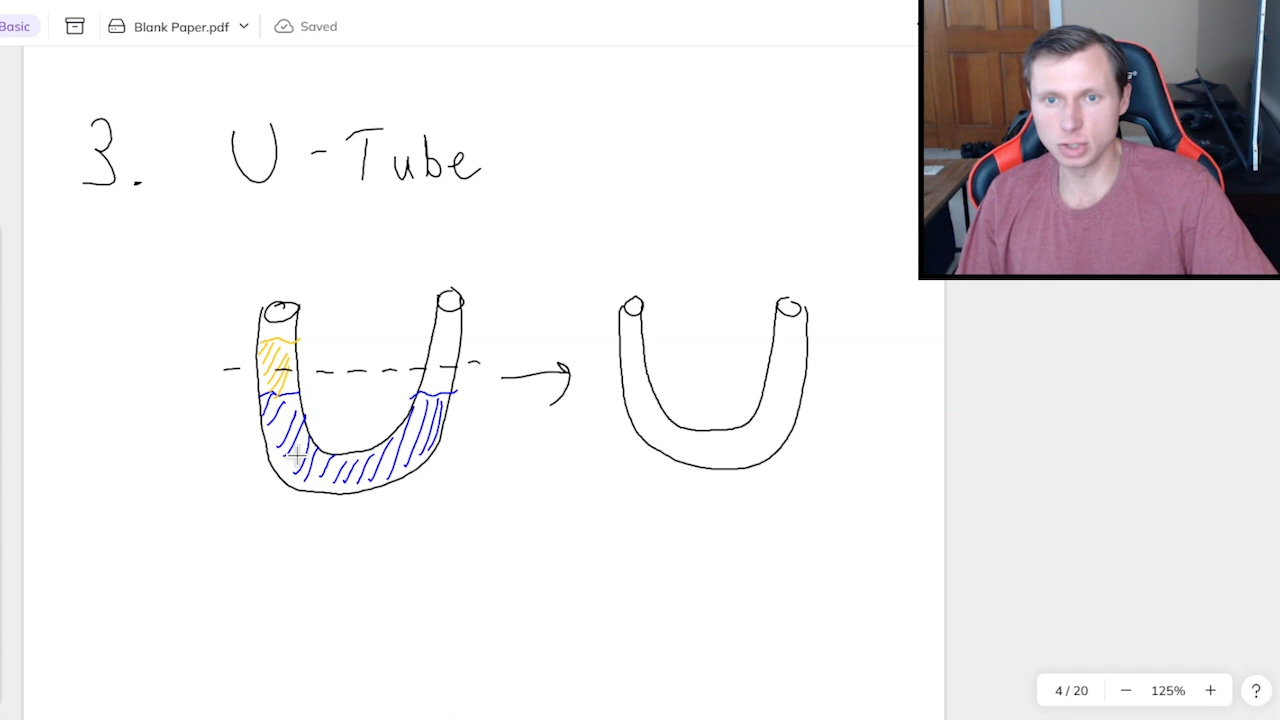 Basic
Blank Paper.pdf
Saved
3. U-Tube
4 / 20
125%
?